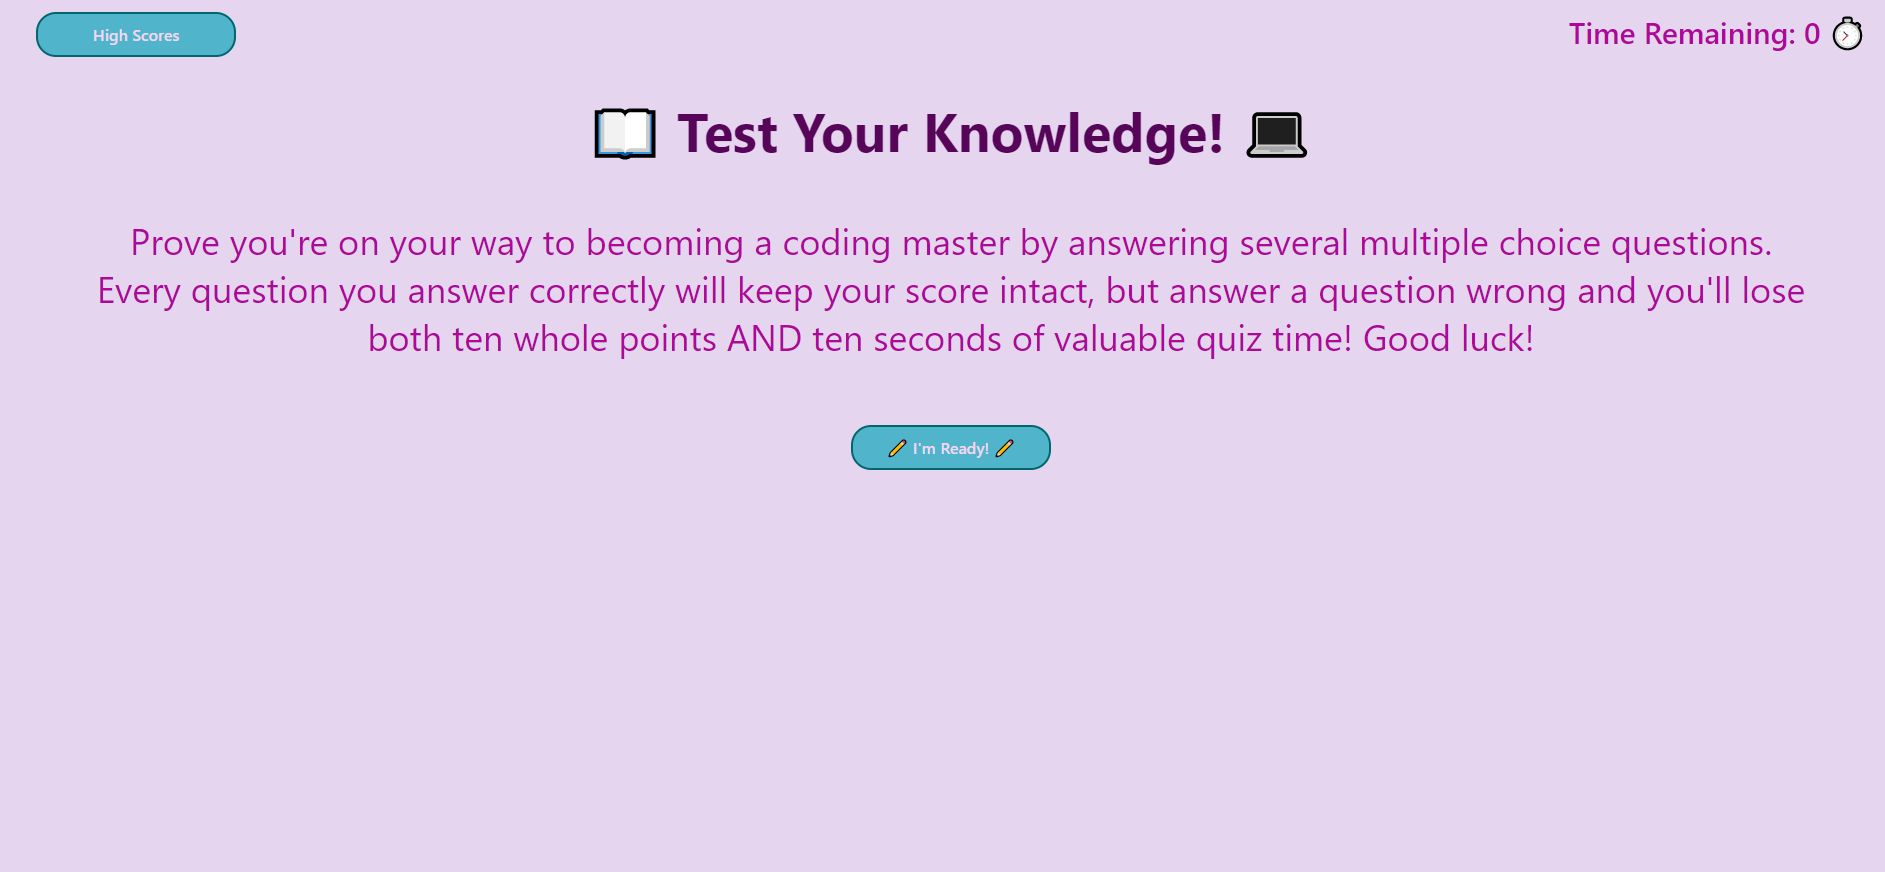 High Scores
Time Remaining: 0 ⏱
📖 Test Your Knowledge! 💻
Prove you're on your way to becoming a coding master by answering several multiple choice questions.
Every question you answer correctly will keep your score intact, but answer a question wrong and you'll lose
both ten whole points AND ten seconds of valuable quiz time! Good luck!
✏️ I'm Ready! ✏️